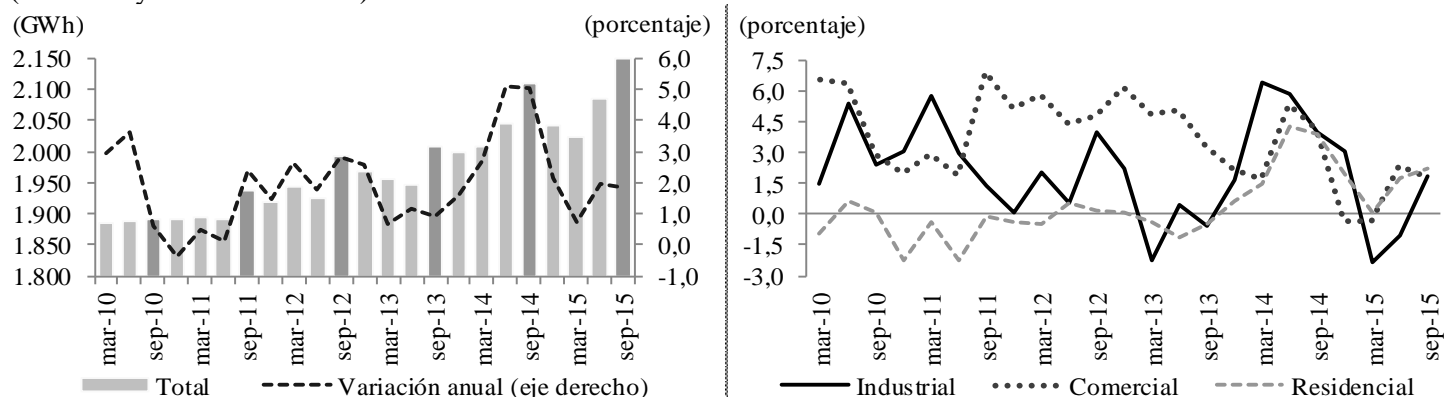 (GWh) (porcentaje)
2.150 6,0
2.100 5,0
2.050 4,0
2.000 3,0
1.950 2,0
1.900 1,0
1.850 0,0
1.800 -1,0
mar-10 sep-10 mar-11 sep-11 mar-12 sep-12 mar-13 sep-13 mar-14 sep-14 mar-15 sep-15
Total Variación anual (eje derecho)
(porcentaje)
7,5
6,0
4,5
3,0
1,5
0,0
-1,5
-3,0
mar-10 sep-10 mar-11 sep-11 mar-12 sep-12 mar-13 sep-13 mar-14 sep-14 mar-15 sep-15
Industrial Comercial Residencial